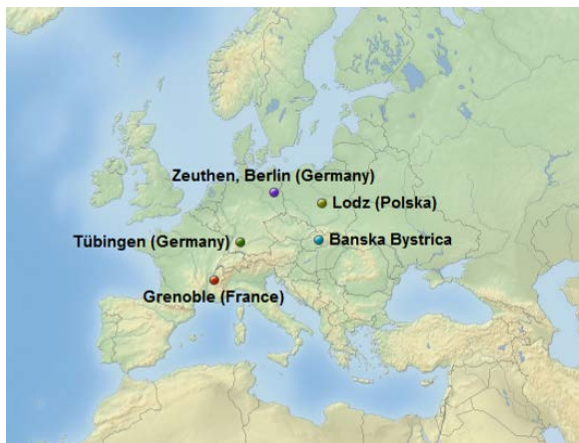 Zeuthen, Berlin (Germany)
Lodz (Polska)
Tübingen (Germany)
Banska Bystrica
Grenoble (France)